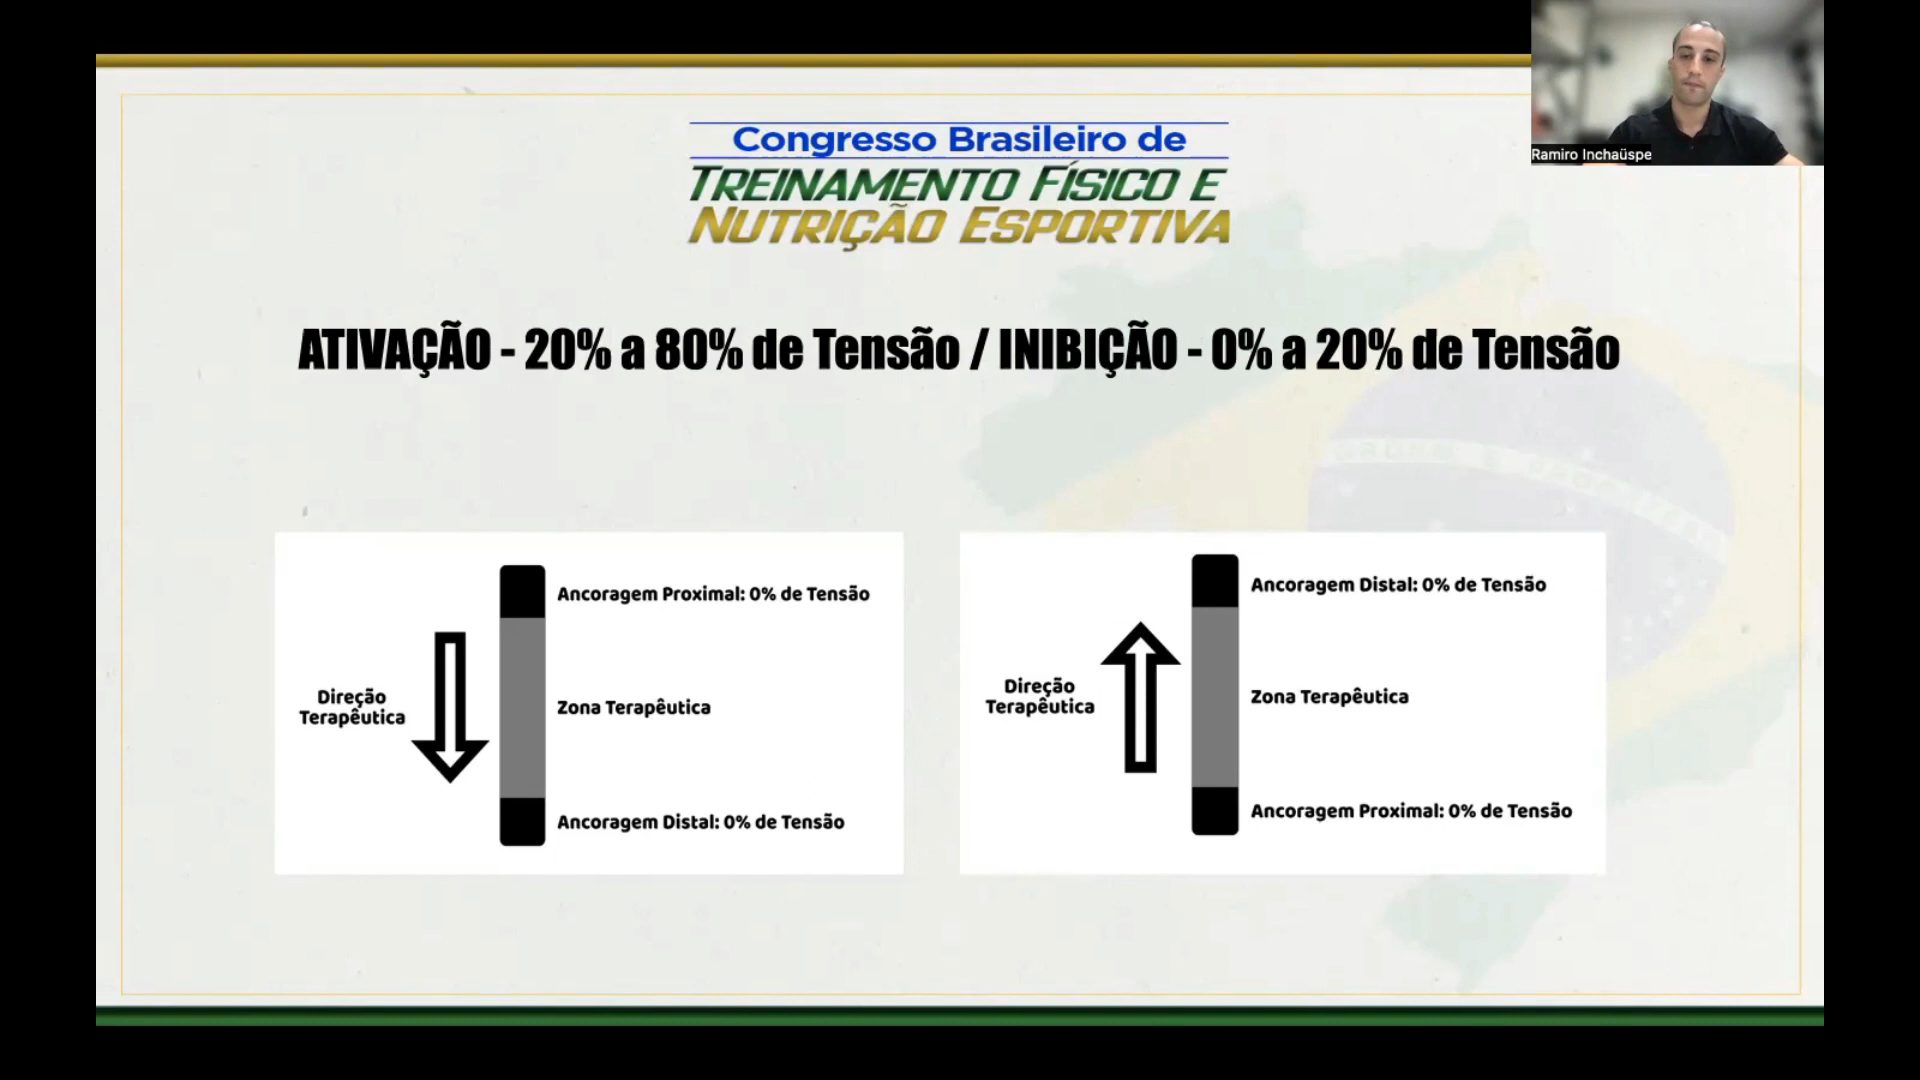 Ramiro Inchaüspe
Congresso Brasileiro de
TREINAMENTO FÍSICO E
NUTRIÇÃO ESPORTIVA
ATIVAÇÃO - 20% a 80% de Tensão / INIBIÇÃO - 0% a 20% de Tensão
Ancoragem Proximal: 0% de Tensão
Direção
Terapêutica
Zona Terapêutica
Ancoragem Distal: 0% de Tensão
Ancoragem Distal: 0% de Tensão
Direção
Terapêutica
Zona Terapêutica
Ancoragem Proximal: 0% de Tensão